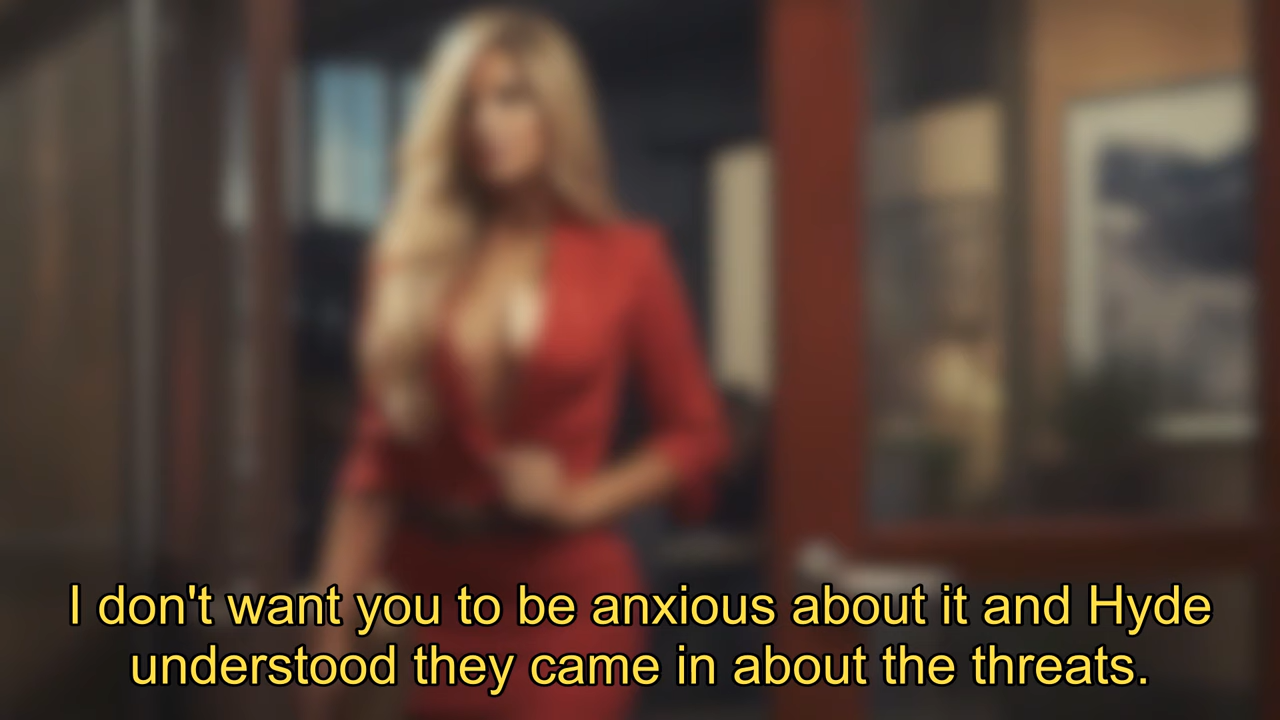 I don't want you to be anxious about it and Hyde
understood they came in about the threats.